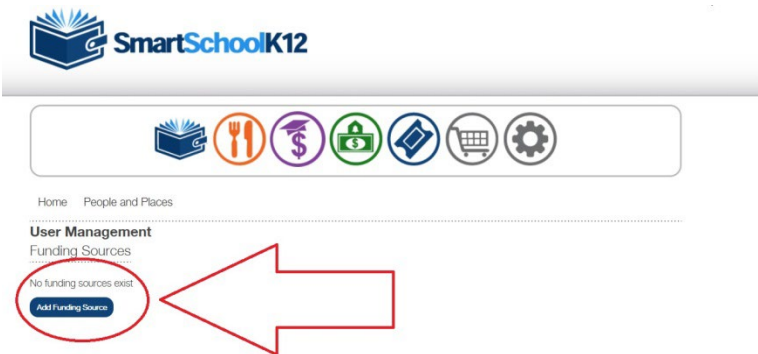 SmartSchoolK12
Home People and Places
User Management
Funding Sources
No funding sources exist
Add Funding Source